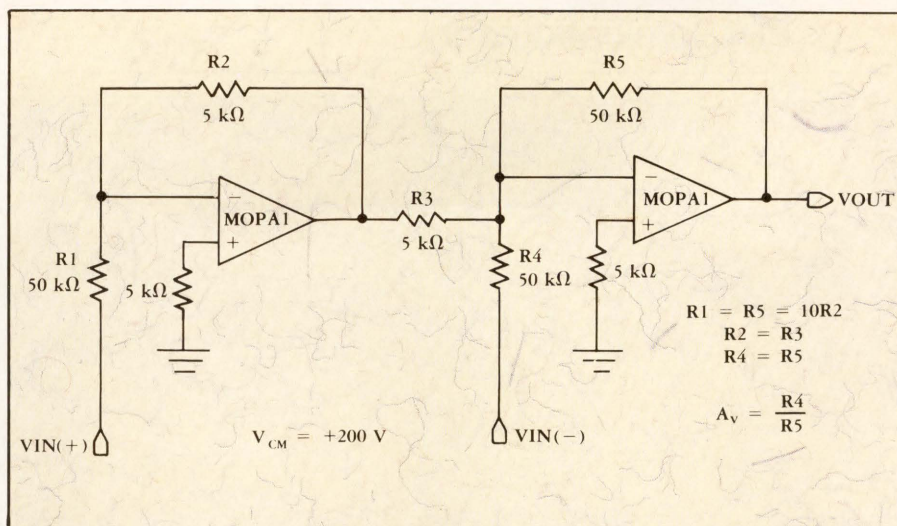 R2
5 kΩ
R5
50 kΩ
−
MOPA1
+
R3
5 kΩ
−
MOPA1
+
VOUT
R1
50 kΩ
5 kΩ
R4
50 kΩ
5 kΩ
R1 = R5 = 10R2
R2 = R3
R4 = R5
A_V = R4
R5
VIN(+)
V_CM = +200 V
VIN(−)